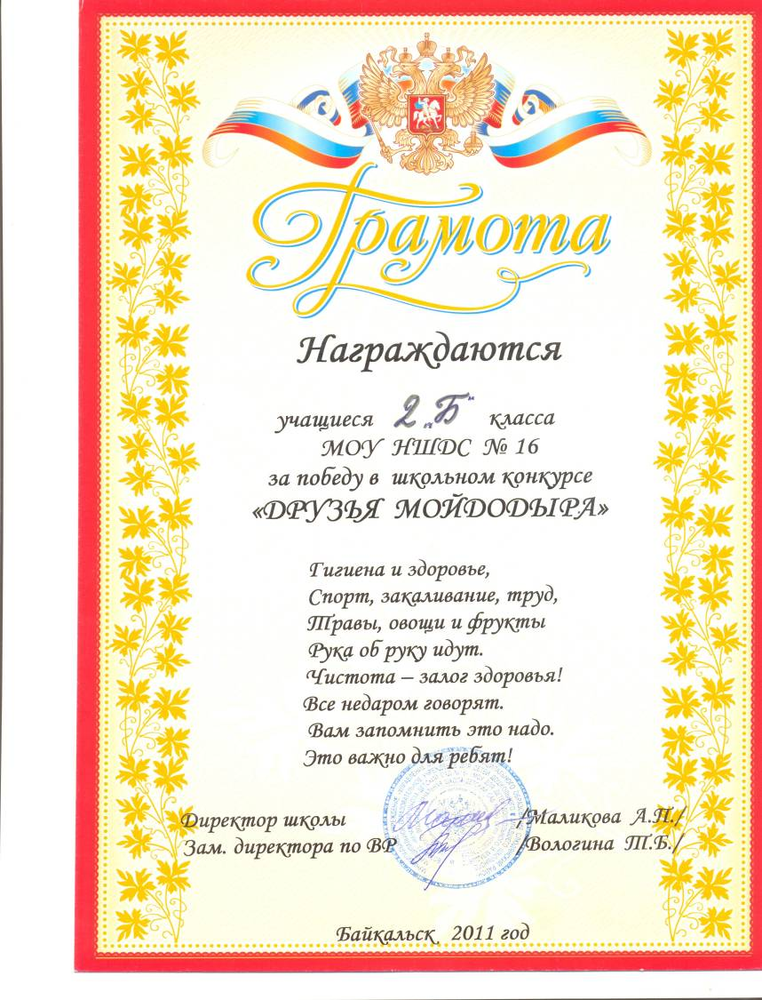 Грамота
Награждаются
учащиеся 2 „Б" класса
МОУ НШДС № 16
за победу в школьном конкурсе
«ДРУЗЬЯ МОЙДОДЫРА»
Гигиена и здоровье,
Спорт, закаливание, труд,
Травы, овощи и фрукты
Рука об руку идут.
Чистота – залог здоровья!
Все недаром говорят.
Вам запомнить это надо.
Это важно для ребят!
Директор школы /Маликова А.П./
Зам. директора по ВР /Вологина Т.Б./
Байкальск 2011 год